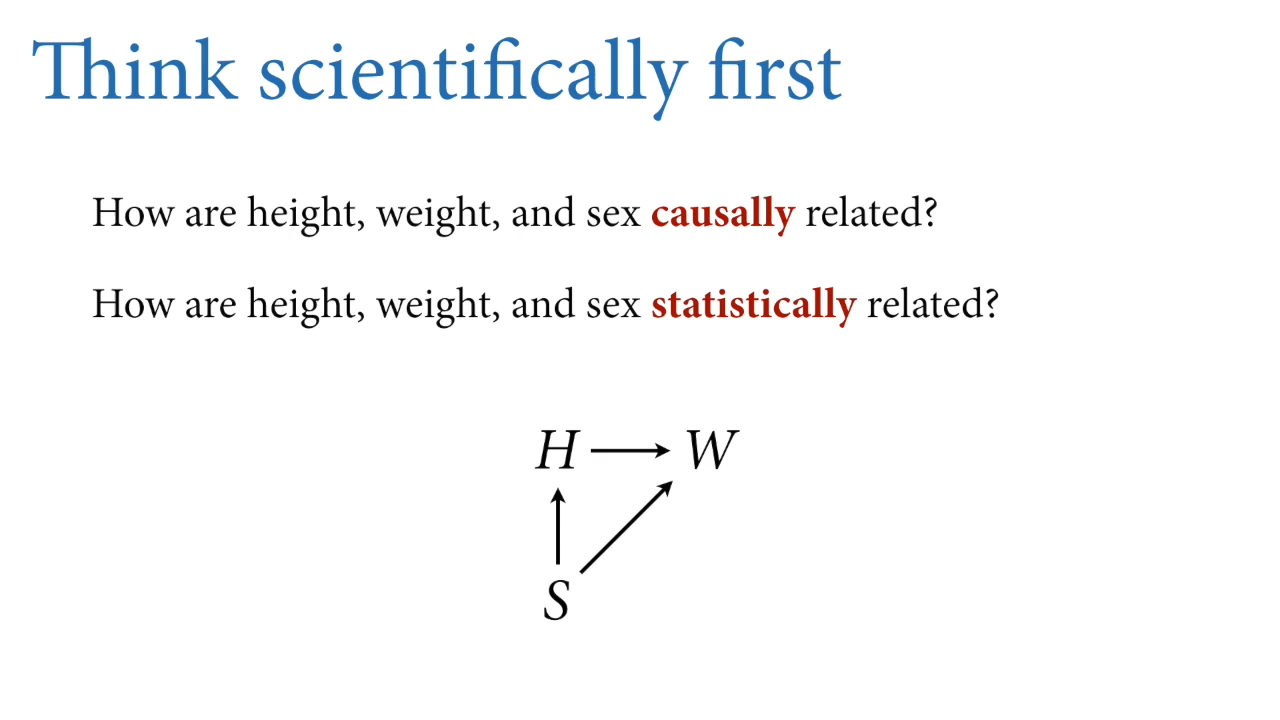 Think scientifically first
How are height, weight, and sex causally related?
How are height, weight, and sex statistically related?
H W
S